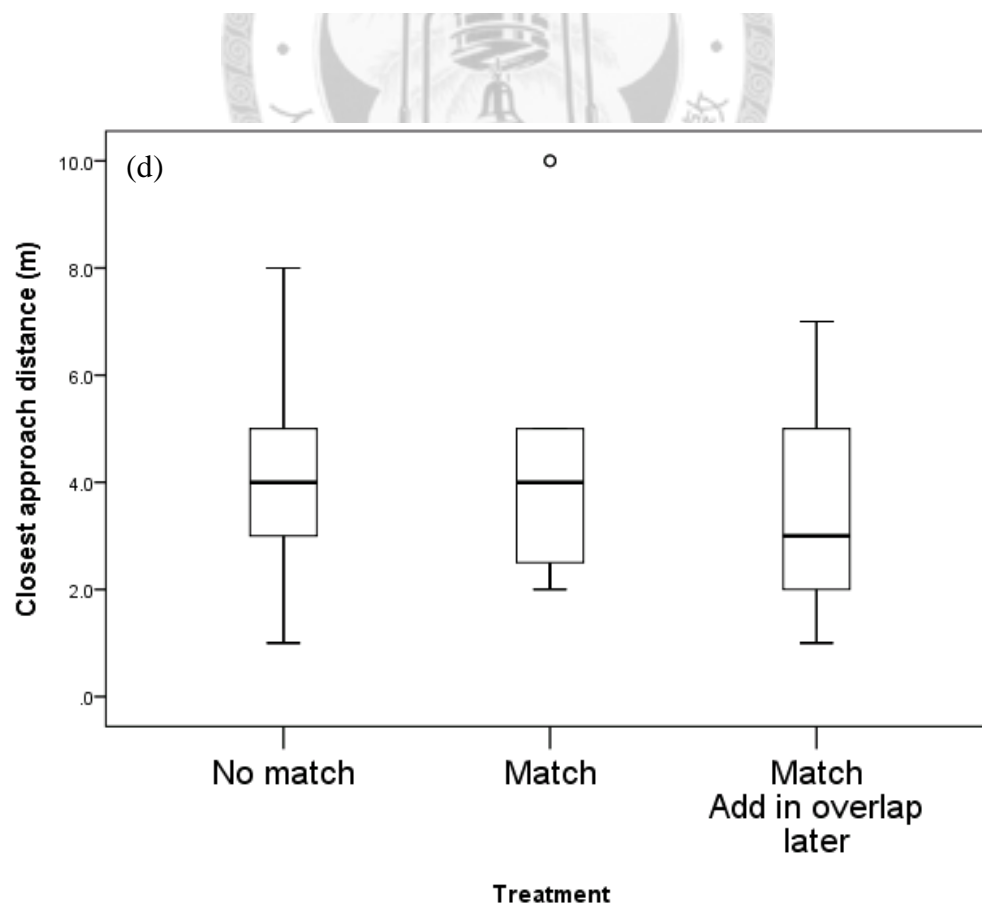 (d)
10.0
8.0
6.0
4.0
2.0
.0
Closest approach distance (m)
No match
Match
Match
Add in overlap
later
Treatment